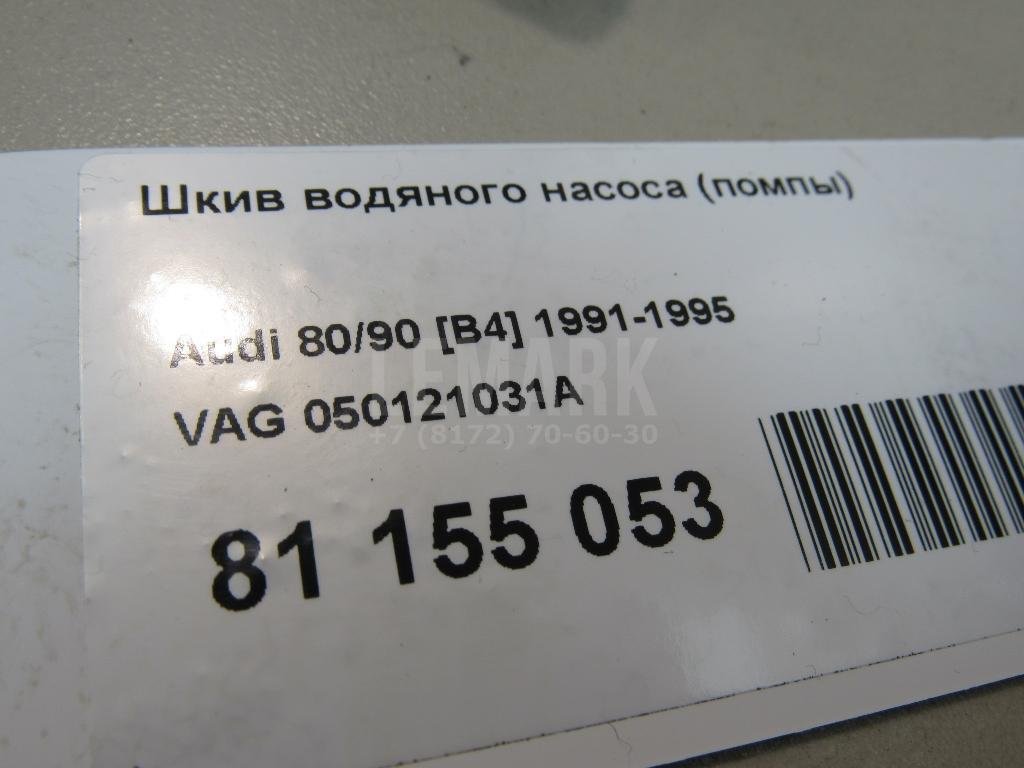 Шкив водяного насоса (помпы)
Audi 80/90 [B4] 1991-1995
LEMARK
VAG 050121031A
+7 (8172) 70-60-30
81 155 053